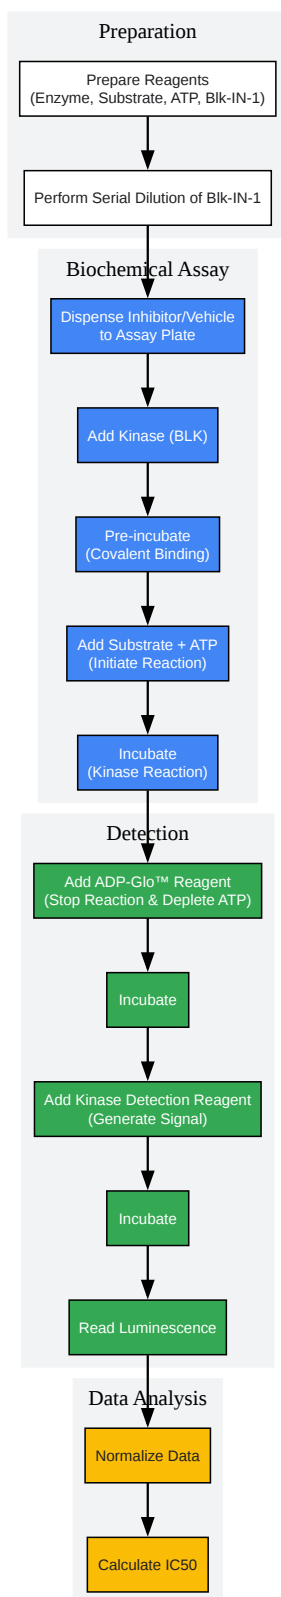 Preparation
Prepare Reagents
(Enzyme, Substrate, ATP, Blk-IN-1)
Perform Serial Dilution of Blk-IN-1
Biochemical Assay
Dispense Inhibitor/Vehicle
to Assay Plate
Add Kinase (BLK)
Pre-incubate
(Covalent Binding)
Add Substrate + ATP
(Initiate Reaction)
Incubate
(Kinase Reaction)
Detection
Add ADP-Glo™ Reagent
(Stop Reaction & Deplete ATP)
Incubate
Add Kinase Detection Reagent
(Generate Signal)
Incubate
Read Luminescence
Data Analysis
Normalize Data
Calculate IC50